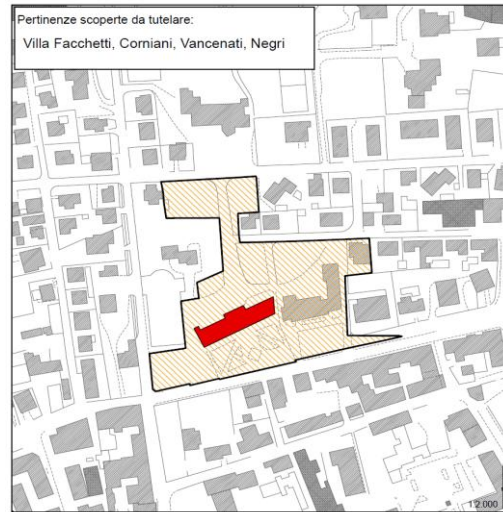 Pertinenze scoperte da tutelare:
Villa Facchetti, Corniani, Vancenati, Negri
1:2.000